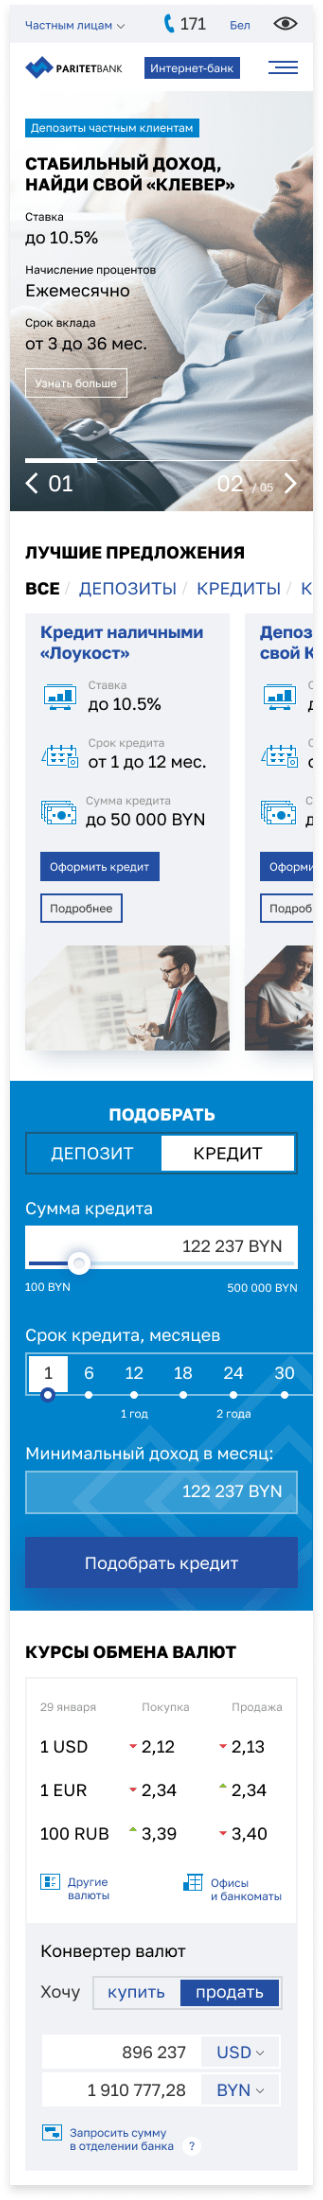 Частным лицам
171
Бел
PARITETBANK
Интернет-банк
Депозиты частным клиентам
СТАБИЛЬНЫЙ ДОХОД,
НАЙДИ СВОЙ «КЛЕВЕР»
Ставка
до 10.5%
Начисление процентов
Ежемесячно
Срок вклада
от 3 до 36 мес.
Узнать больше
01
02 / 05
ЛУЧШИЕ ПРЕДЛОЖЕНИЯ
ВСЕ / ДЕПОЗИТЫ / КРЕДИТЫ / К
Кредит наличными
«Лоукост»
Ставка
до 10.5%
Срок кредита
от 1 до 12 мес.
Сумма кредита
до 50 000 BYN
Оформить кредит
Подробнее
Депоз
свой К
Оформи
Подроб
ПОДОБРАТЬ
ДЕПОЗИТ
КРЕДИТ
Сумма кредита
122 237 BYN
100 BYN
500 000 BYN
Срок кредита, месяцев
1 6 12 18 24 30
1 год
2 года
Минимальный доход в месяц:
122 237 BYN
Подобрать кредит
КУРСЫ ОБМЕНА ВАЛЮТ
29 января Покупка Продажа
1 USD 2,12 2,13
1 EUR 2,34 2,34
100 RUB 3,39 3,40
Другие
валюты
Офисы
и банкоматы
Конвертер валют
Хочу купить продать
896 237 USD
1 910 777,28 BYN
Запросить сумму
в отделении банка ?